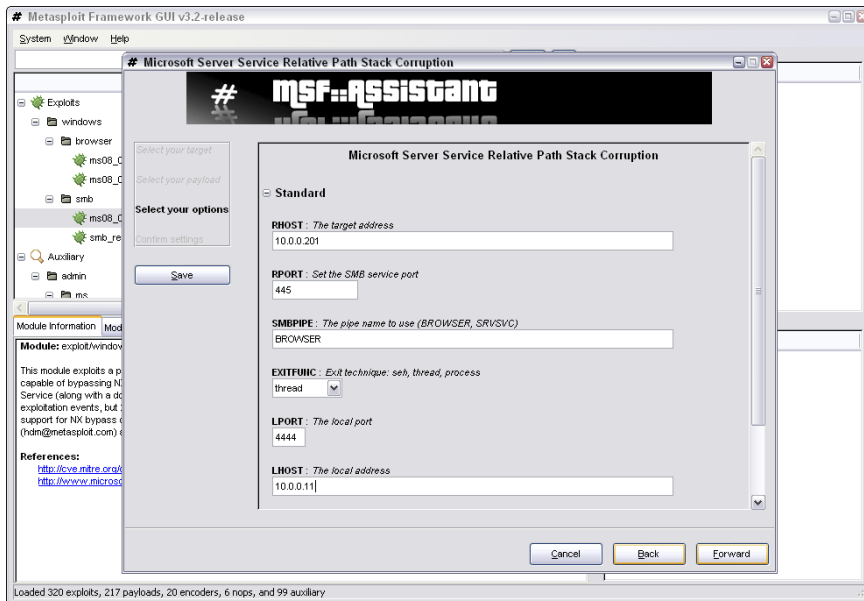 # Metasploit Framework GUI v3.2-release
System Window Help
# Microsoft Server Service Relative Path Stack Corruption
# MSF::ASSISTANT
Exploits
windows
browser
ms08_0
ms08_0
smb
ms08_0
smb_re
Auxiliary
admin
ms
Select your target
Select your payload
Select your options
Confirm settings
Save
Microsoft Server Service Relative Path Stack Corruption
Standard
RHOST : The target address
10.0.0.201
RPORT : Set the SMB service port
445
SMBPIPE : The pipe name to use (BROWSER, SRVSVC)
BROWSER
EXITFUNC : Exit technique: seh, thread, process
thread
LPORT : The local port
4444
LHOST : The local address
10.0.0.11
Module Information Mod
Module: exploit/window
This module exploits a p
capable of bypassing N
Service (along with a do
exploitation events, but
support for NX bypass
(hdm@metasploit.com) a
References:
http://cve.mitre.org/
http://www.microso
Cancel Back Forward
Loaded 320 exploits, 217 payloads, 20 encoders, 6 nops, and 99 auxiliary